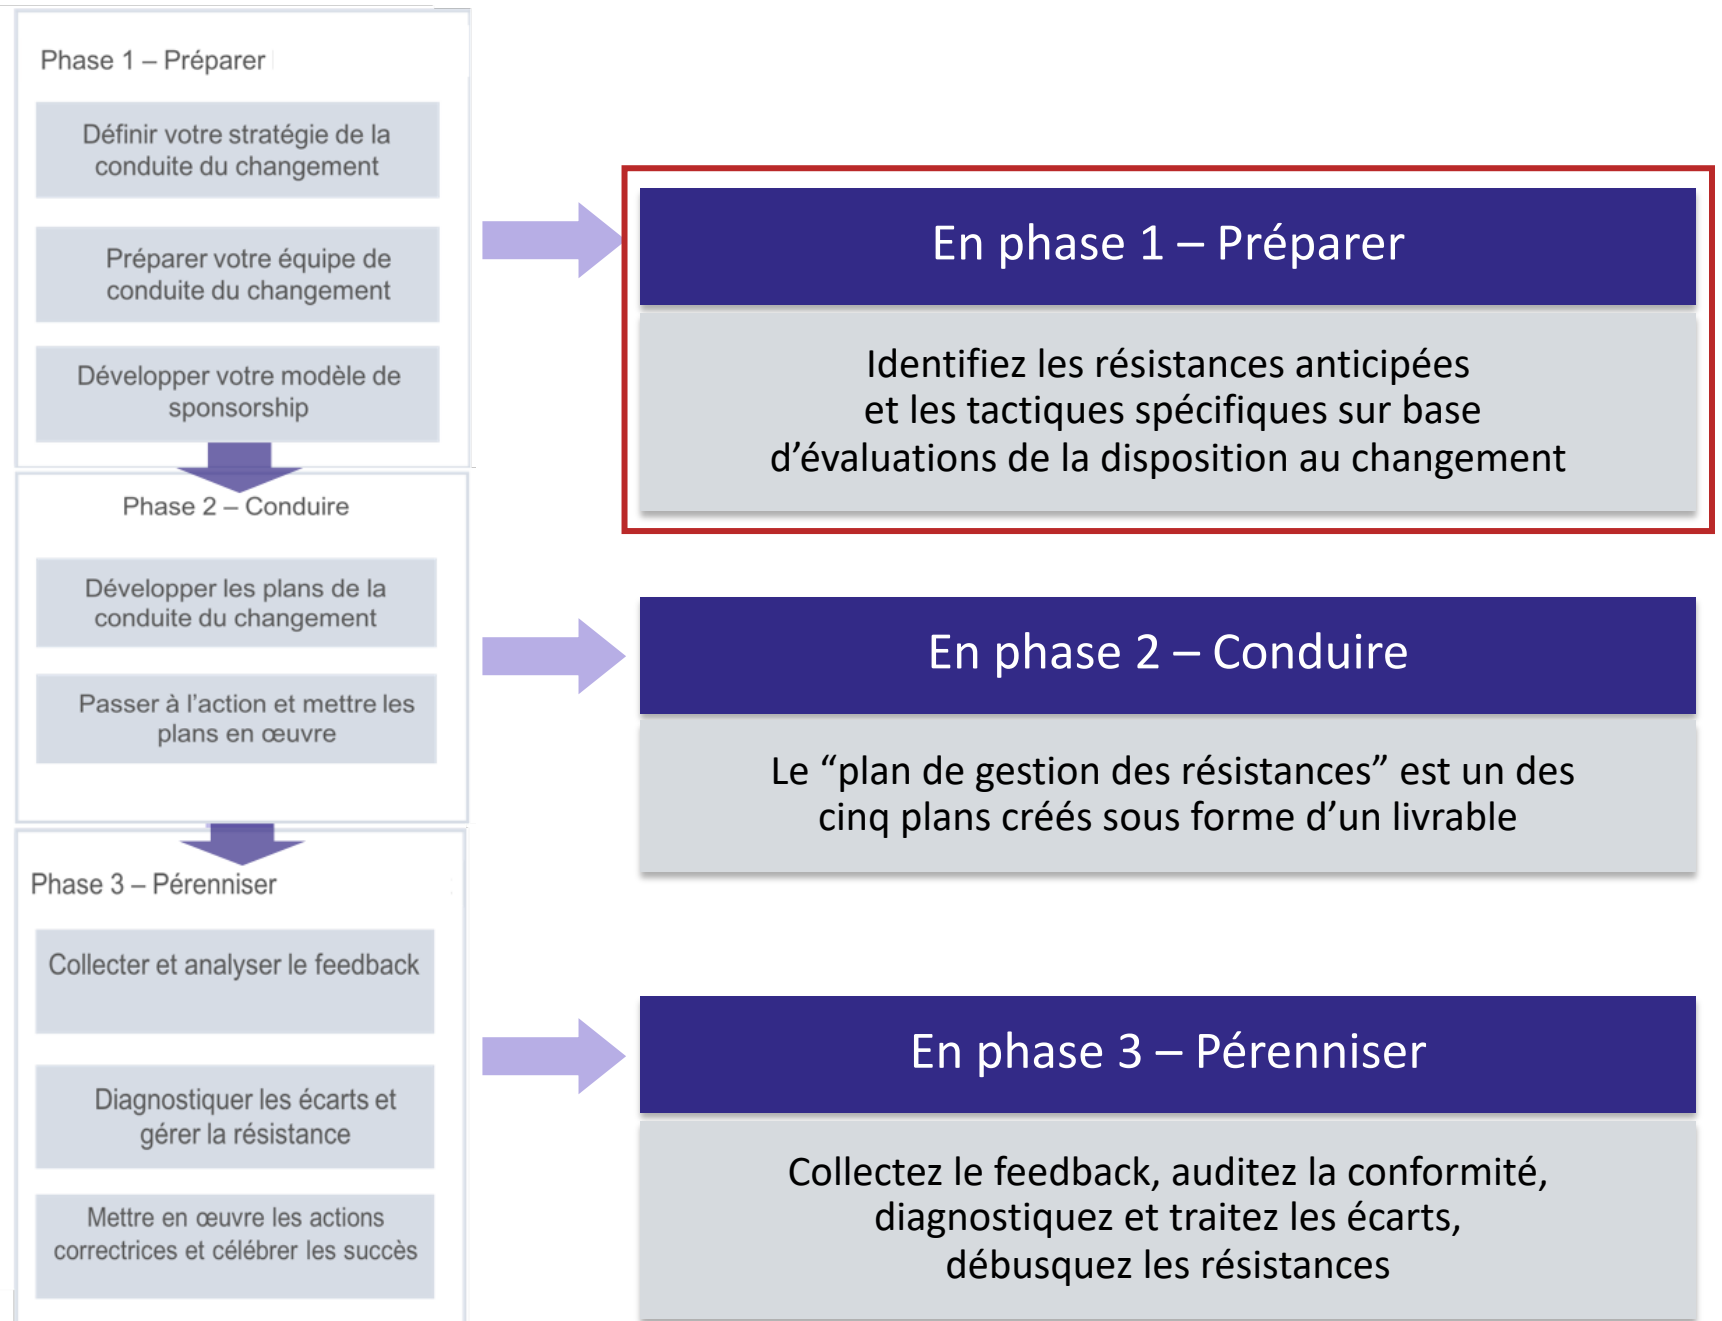 Phase 1 – Préparer
Définir votre stratégie de la
conduite du changement
Préparer votre équipe de
conduite du changement
Développer votre modèle de
sponsorship
Phase 2 – Conduire
Développer les plans de la
conduite du changement
Passer à l’action et mettre les
plans en œuvre
Phase 3 – Pérenniser
Collecter et analyser le feedback
Diagnostiquer les écarts et
gérer la résistance
Mettre en œuvre les actions
correctrices et célébrer les succès
En phase 1 – Préparer
Identifiez les résistances anticipées
et les tactiques spécifiques sur base
d’évaluations de la disposition au changement
En phase 2 – Conduire
Le “plan de gestion des résistances” est un des
cinq plans créés sous forme d’un livrable
En phase 3 – Pérenniser
Collectez le feedback, auditez la conformité,
diagnostiquez et traitez les écarts,
débusquez les résistances